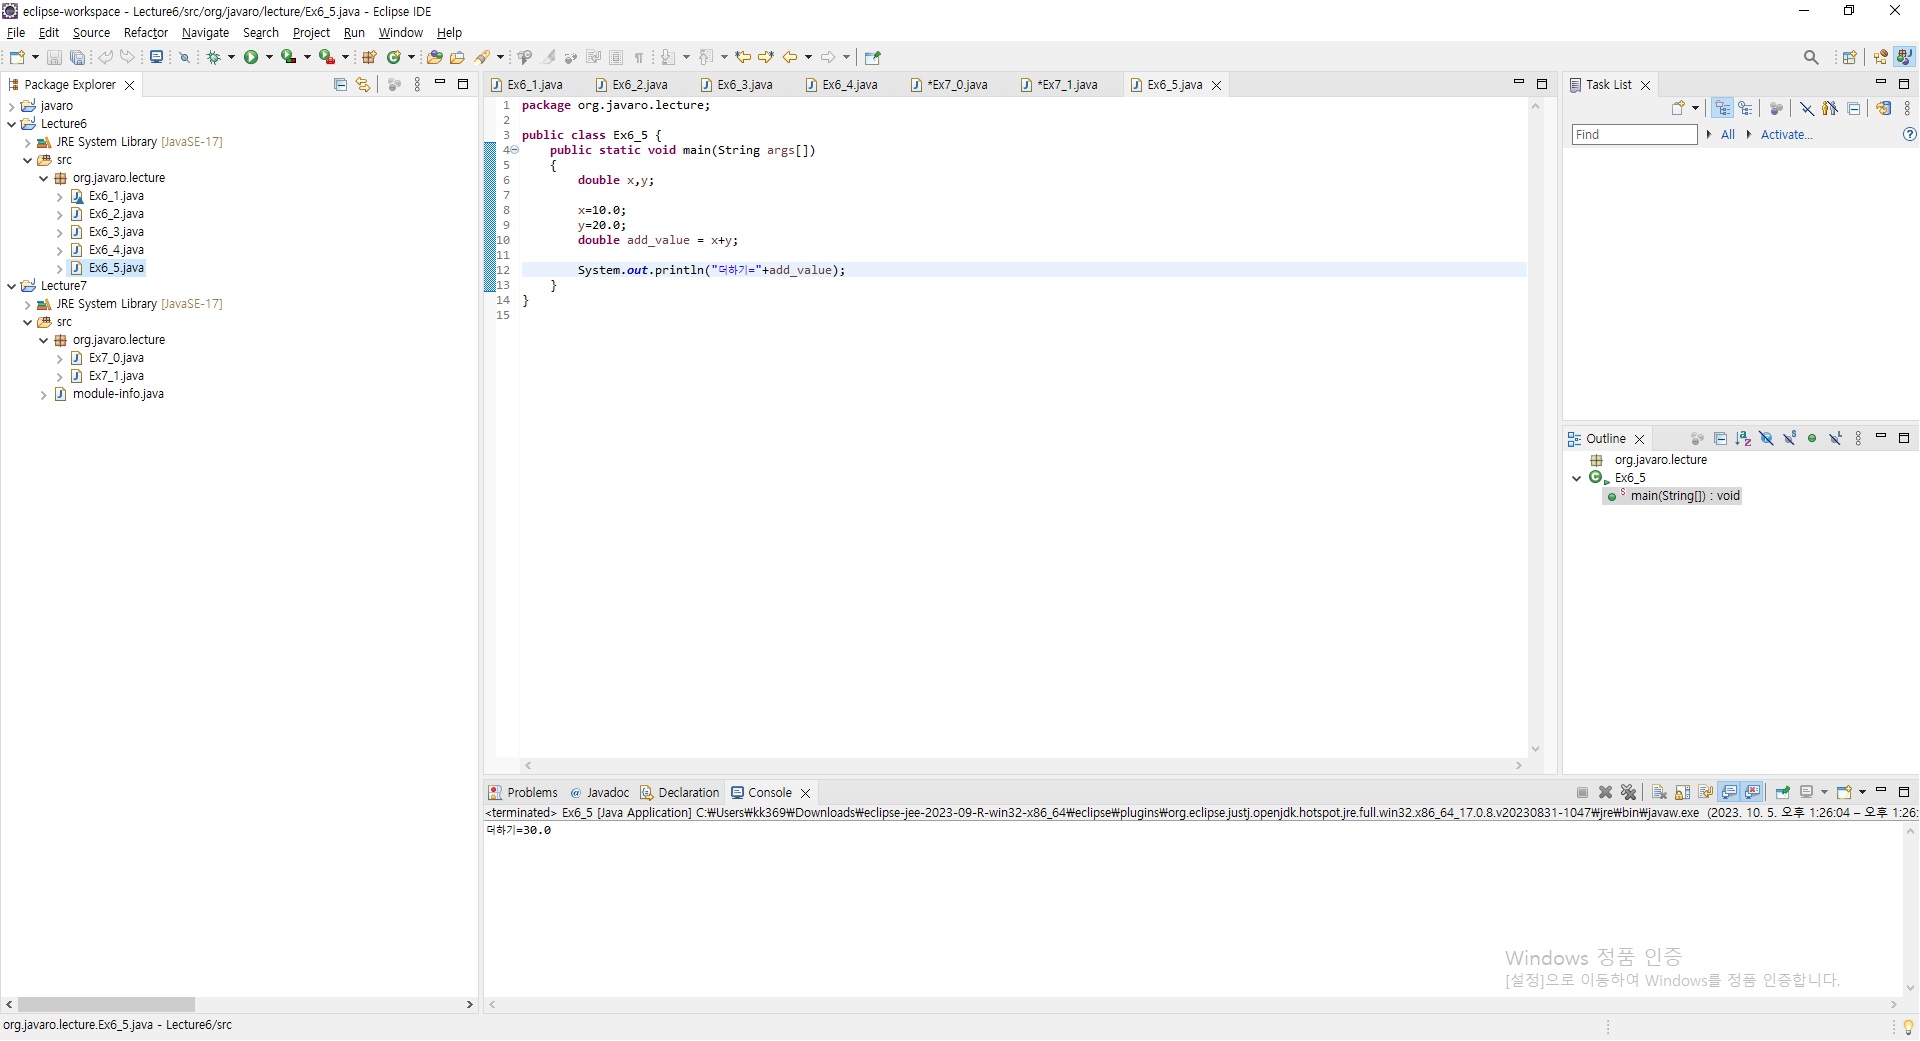 eclipse-workspace - Lecture6/src/org/javaro/lecture/Ex6_5.java - Eclipse IDE
File Edit Source Refactor Navigate Search Project Run Window Help
Package Explorer
javaro
Lecture6
JRE System Library [JavaSE-17]
src
org.javaro.lecture
Ex6_1.java
Ex6_2.java
Ex6_3.java
Ex6_4.java
Ex6_5.java
Lecture7
JRE System Library [JavaSE-17]
src
org.javaro.lecture
Ex7_0.java
Ex7_1.java
module-info.java
Ex6_1.java Ex6_2.java Ex6_3.java Ex6_4.java *Ex7_0.java *Ex7_1.java Ex6_5.java
1 package org.javaro.lecture;
2
3 public class Ex6_5 {
4 public static void main(String args[])
5 {
6 double x,y;
7
8 x=10.0;
9 y=20.0;
10 double add_value = x+y;
11
12 System.out.println("더하기="+add_value);
13 }
14 }
15
Task List
Find All Activate...
Outline
org.javaro.lecture
Ex6_5
main(String[]) : void
Problems Javadoc Declaration Console
<terminated> Ex6_5 [Java Application] C:₩Users₩kk369₩Downloads₩eclipse-jee-2023-09-R-win32-x86_64₩eclipse₩plugins₩org.eclipse.justj.openjdk.hotspot.jre.full.win32.x86_64_17.0.8.v20230831-1047₩jre₩bin₩javaw.exe (2023. 10. 5. 오후 1:26:04 – 오후 1:26:
더하기=30.0
Windows 정품 인증
[설정]으로 이동하여 Windows를 정품 인증합니다.
org.javaro.lecture.Ex6_5.java - Lecture6/src